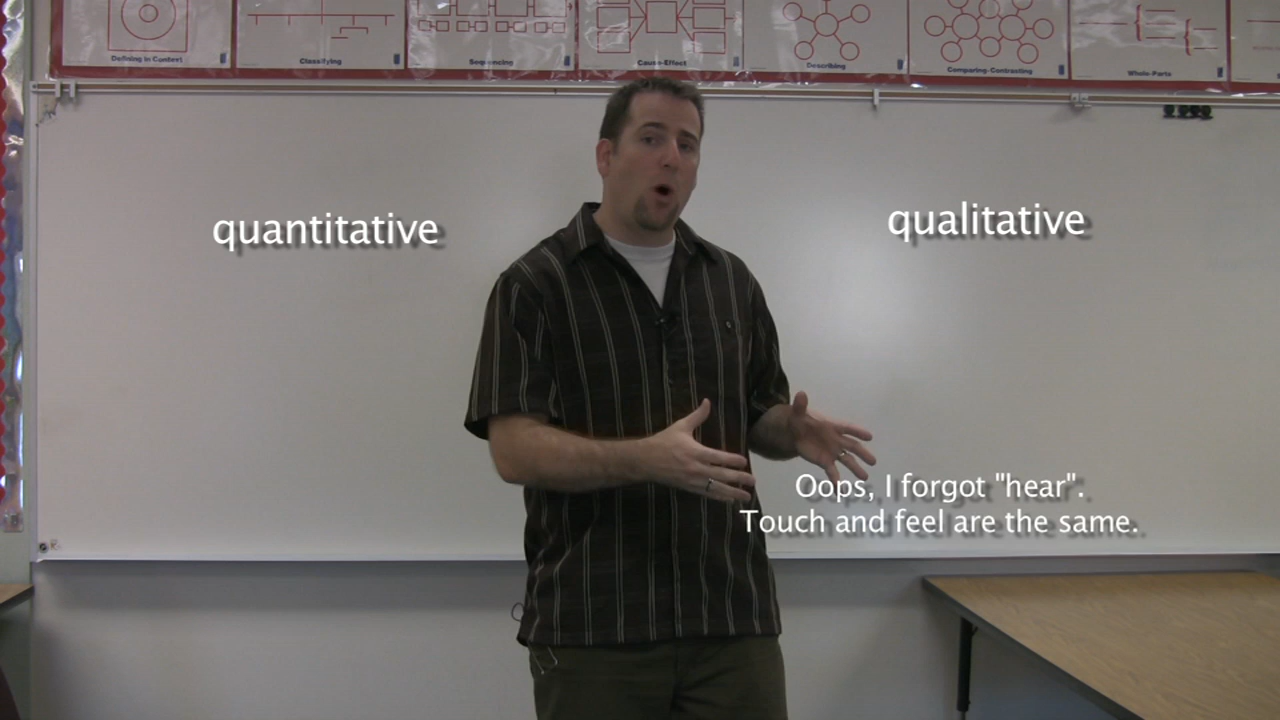 Defining in Context
Classifying
Sequencing
Cause-Effect
Describing
Comparing-Contrasting
Whole-Parts
quantitative
qualitative
Oops, I forgot "hear".
Touch and feel are the same.